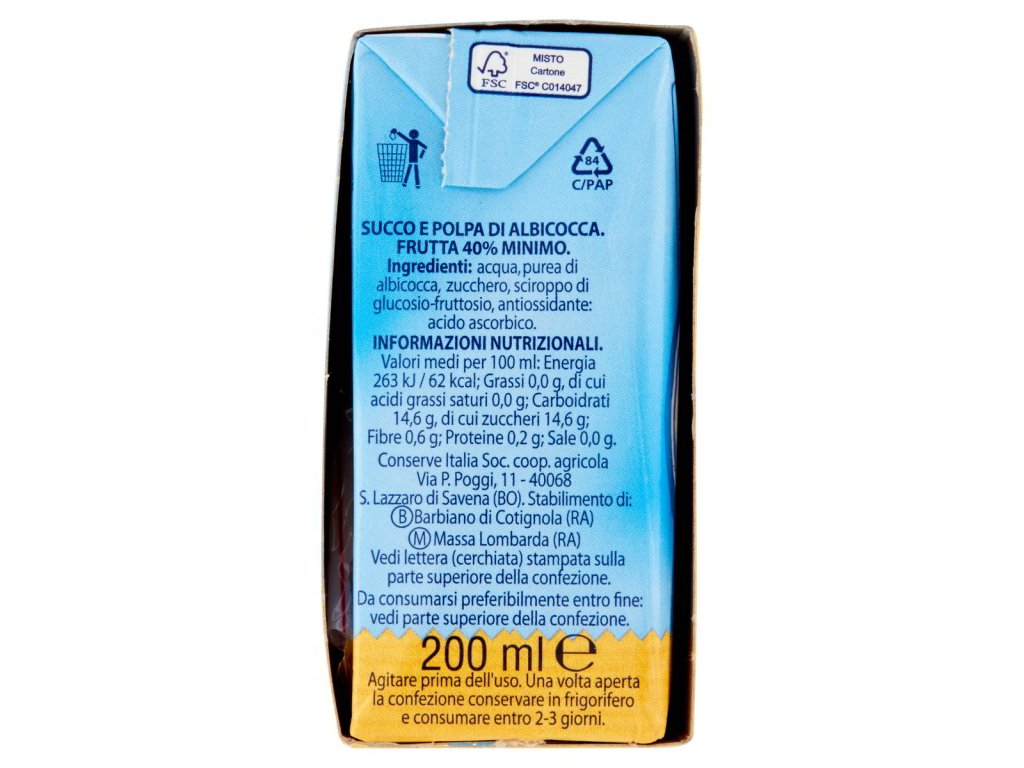 MISTO
Cartone
FSC FSC® C014047
84
C/PAP
SUCCO E POLPA DI ALBICOCCA.
FRUTTA 40% MINIMO.
Ingredienti: acqua, purea di
albicocca, zucchero, sciroppo di
glucosio-fruttosio, antiossidante:
acido ascorbico.
INFORMAZIONI NUTRIZIONALI.
Valori medi per 100 ml: Energia
263 kJ / 62 kcal; Grassi 0,0 g, di cui
acidi grassi saturi 0,0 g; Carboidrati
14,6 g, di cui zuccheri 14,6 g;
Fibre 0,6 g; Proteine 0,2 g; Sale 0,0 g.
Conserve Italia Soc. coop. agricola
Via P. Poggi, 11 - 40068
S. Lazzaro di Savena (BO). Stabilimento di:
Ⓑ Barbiano di Cotignola (RA)
Ⓜ Massa Lombarda (RA)
Vedi lettera (cerchiata) stampata sulla
parte superiore della confezione.
Da consumarsi preferibilmente entro fine:
vedi parte superiore della confezione.
200 ml ℮
Agitare prima dell'uso. Una volta aperta
la confezione conservare in frigorifero
e consumare entro 2-3 giorni.